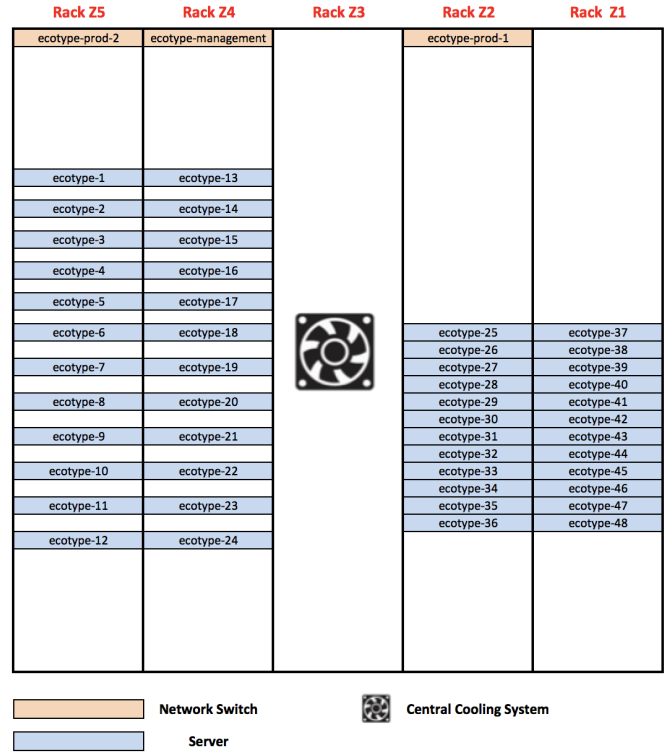 Rack Z5 Rack Z4 Rack Z3 Rack Z2 Rack Z1
ecotype-prod-2 ecotype-management ecotype-prod-1
ecotype-1 ecotype-13
ecotype-2 ecotype-14
ecotype-3 ecotype-15
ecotype-4 ecotype-16
ecotype-5 ecotype-17
ecotype-6 ecotype-18 ecotype-25 ecotype-37
ecotype-26 ecotype-38
ecotype-7 ecotype-19 ecotype-27 ecotype-39
ecotype-28 ecotype-40
ecotype-8 ecotype-20 ecotype-29 ecotype-41
ecotype-30 ecotype-42
ecotype-9 ecotype-21 ecotype-31 ecotype-43
ecotype-32 ecotype-44
ecotype-10 ecotype-22 ecotype-33 ecotype-45
ecotype-34 ecotype-46
ecotype-11 ecotype-23 ecotype-35 ecotype-47
ecotype-36 ecotype-48
ecotype-12 ecotype-24
Network Switch Central Cooling System
Server